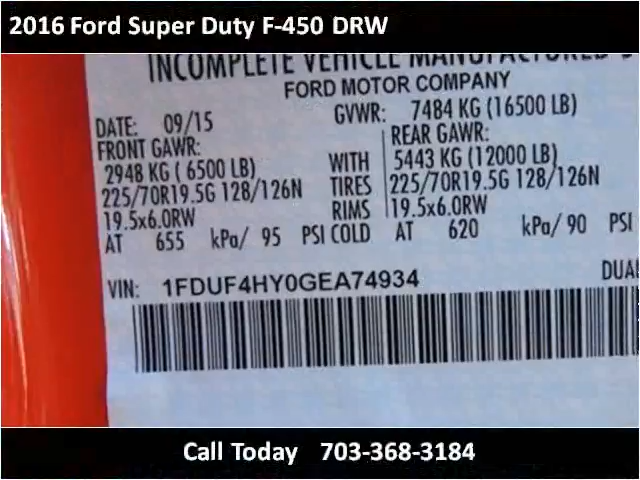 2016 Ford Super Duty F-450 DRW
INCOMPLETE VEHICLE MANUFACTURED
FORD MOTOR COMPANY
DATE: 09/15 GVWR: 7484 KG (16500 LB)
FRONT GAWR: REAR GAWR:
2948 KG ( 6500 LB) WITH 5443 KG (12000 LB)
225/70R19.5G 128/126N TIRES 225/70R19.5G 128/126N
19.5x6.0RW RIMS 19.5x6.0RW
AT 655 kPa/ 95 PSI COLD AT 620 kPa/ 90 PSI
VIN: 1FDUF4HY0GEA74934 DUAL
Call Today 703-368-3184